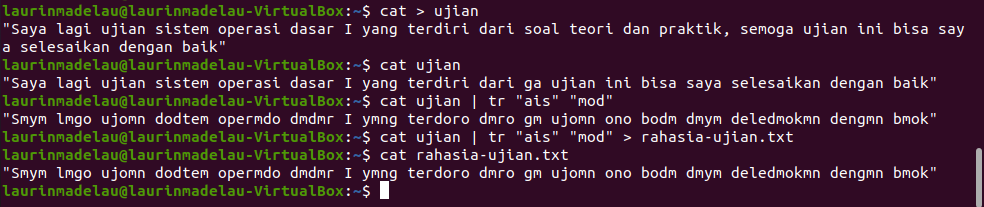 laurinmadelau@laurinmadelau-VirtualBox:~$ cat > ujian
"Saya lagi ujian sistem operasi dasar I yang terdiri dari soal teori dan praktik, semoga ujian ini bisa say
a selesaikan dengan baik"
laurinmadelau@laurinmadelau-VirtualBox:~$ cat ujian
"Saya lagi ujian sistem operasi dasar I yang terdiri dari ga ujian ini bisa saya selesaikan dengan baik"
laurinmadelau@laurinmadelau-VirtualBox:~$ cat ujian | tr "ais" "mod"
"Smym lmgo ujomn dodtem opermdo dmdmr I ymng terdoro dmro gm ujomn ono bodm dmym deledmokmn dengmn bmok"
laurinmadelau@laurinmadelau-VirtualBox:~$ cat ujian | tr "ais" "mod" > rahasia-ujian.txt
laurinmadelau@laurinmadelau-VirtualBox:~$ cat rahasia-ujian.txt
"Smym lmgo ujomn dodtem opermdo dmdmr I ymng terdoro dmro gm ujomn ono bodm dmym deledmokmn dengmn bmok"
laurinmadelau@laurinmadelau-VirtualBox:~$